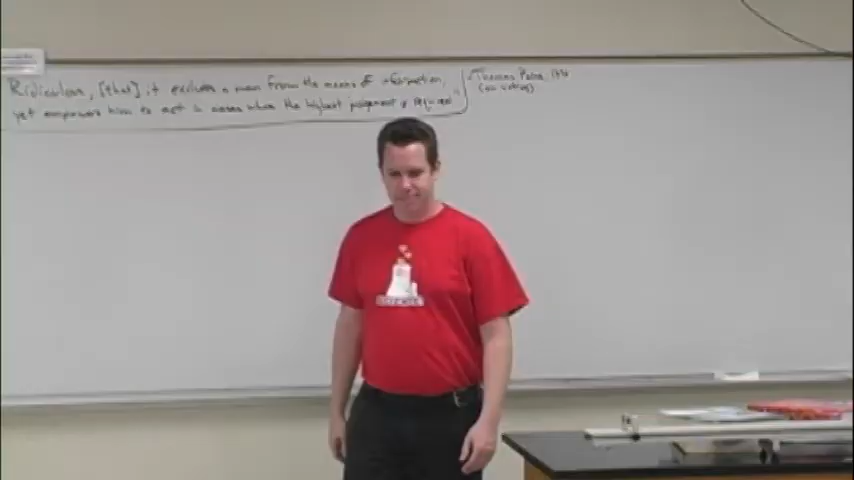 Ridiculous, [that] it excludes a man from the means of information,
yet empowers him to act in cases where the highest judgement is required
Thomas Paine, 1776
(on voting)